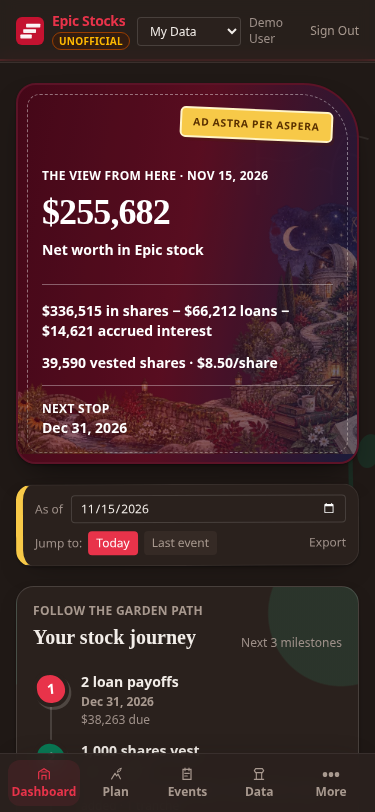 Epic Stocks
UNOFFICIAL
My Data
Demo User
Sign Out
AD ASTRA PER ASPERA
THE VIEW FROM HERE · NOV 15, 2026
$255,682
Net worth in Epic stock
$336,515 in shares − $66,212 loans −
$14,621 accrued interest
39,590 vested shares · $8.50/share
NEXT STOP
Dec 31, 2026
As of
11/15/2026
Jump to:
Today
Last event
Export
FOLLOW THE GARDEN PATH
Your stock journey
Next 3 milestones
1
2 loan payoffs
Dec 31, 2026
$38,263 due
1,000 shares vest
Dashboard
Plan
Events
Data
More